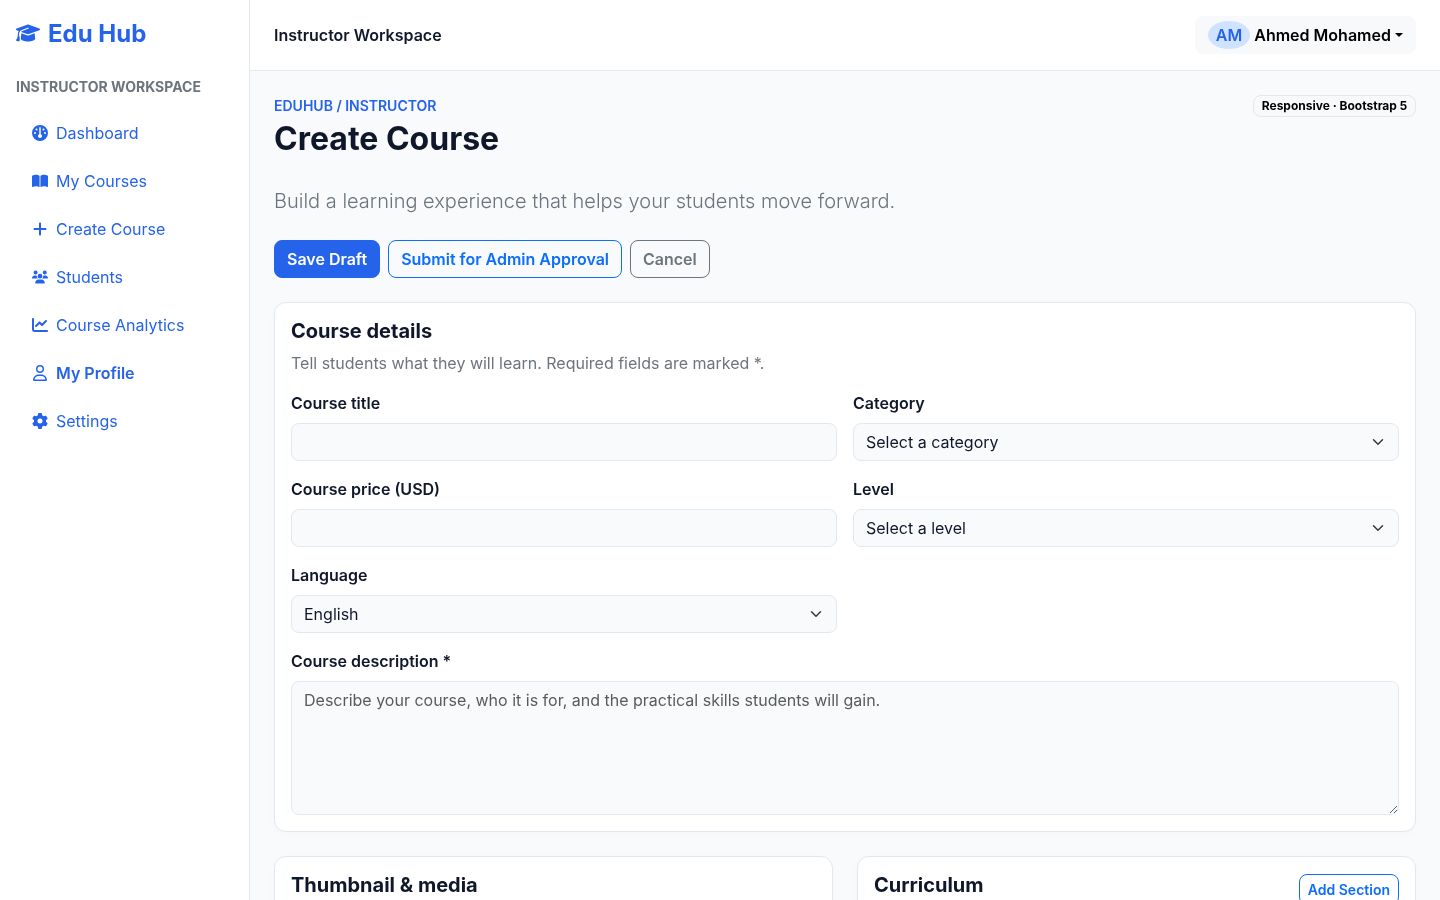 Edu Hub
INSTRUCTOR WORKSPACE
Dashboard
My Courses
Create Course
Students
Course Analytics
My Profile
Settings
Instructor Workspace
AM Ahmed Mohamed
EDUHUB / INSTRUCTOR
Responsive · Bootstrap 5
Create Course
Build a learning experience that helps your students move forward.
Save Draft Submit for Admin Approval Cancel
Course details
Tell students what they will learn. Required fields are marked *.
Course title
Category
Select a category
Course price (USD)
Level
Select a level
Language
English
Course description *
Describe your course, who it is for, and the practical skills students will gain.
Thumbnail & media
Curriculum
Add Section